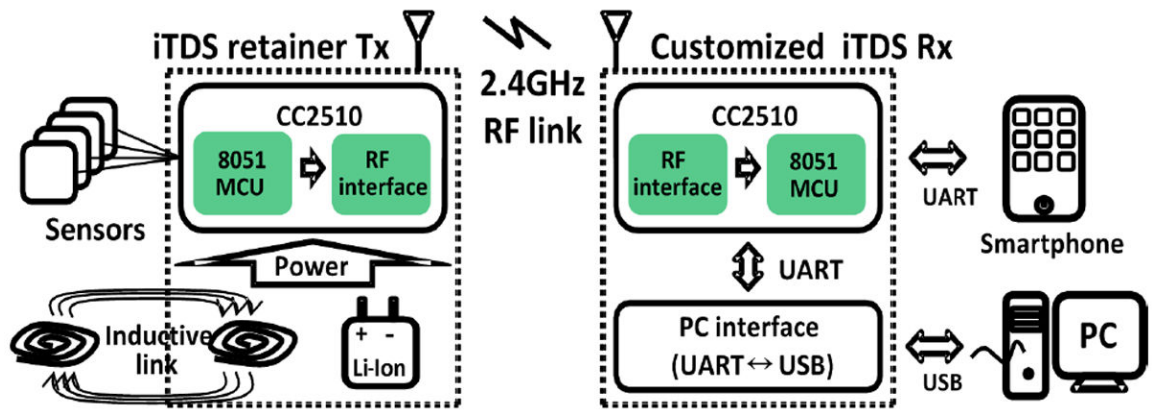 iTDS retainer Tx
2.4GHz
RF link
Customized iTDS Rx
CC2510
8051
MCU
RF
interface
Sensors
Power
Inductive
link
+ -
Li-Ion
CC2510
RF
interface
8051
MCU
UART
Smartphone
UART
PC interface
(UART↔USB)
USB
PC